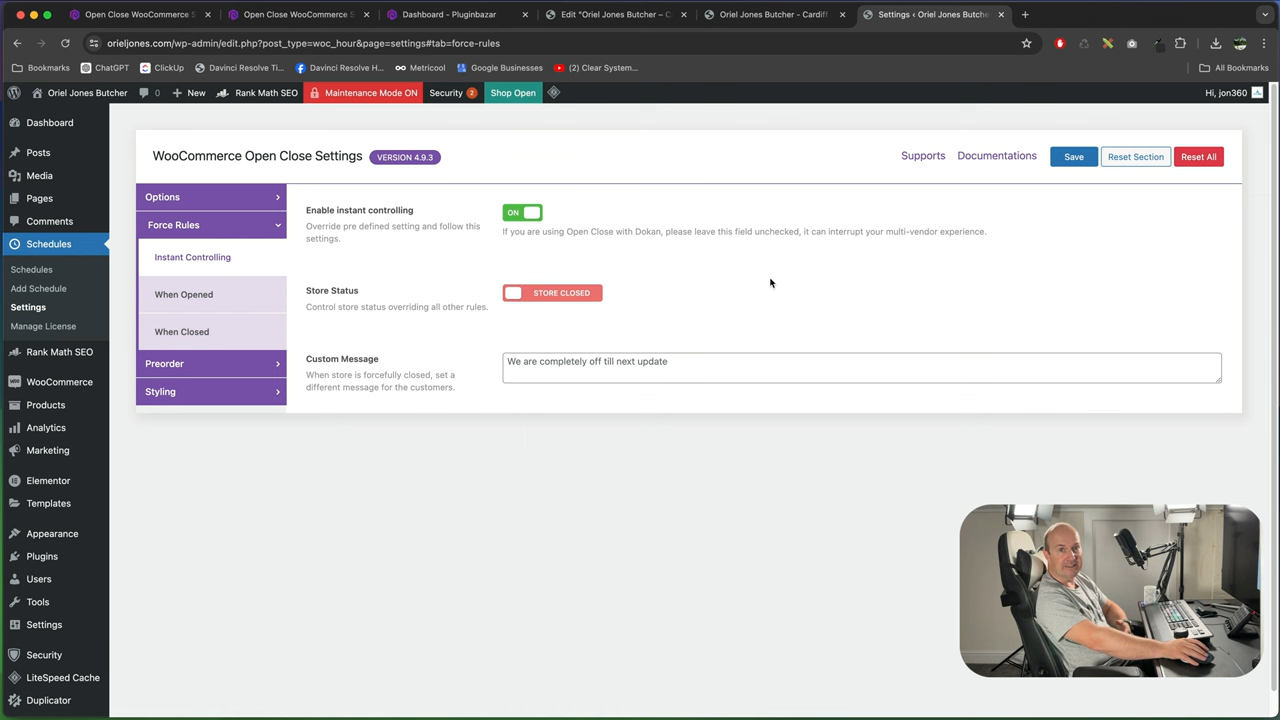 Open Close WooCommerce S
Open Close WooCommerce S
Dashboard - Pluginbazar
Edit "Oriel Jones Butcher – C
Oriel Jones Butcher - Cardiff
Settings ‹ Oriel Jones Butche
orieljones.com/wp-admin/edit.php?post_type=woc_hour&page=settings#tab=force-rules
Bookmarks
ChatGPT
ClickUp
Davinci Resolve Ti...
Davinci Resolve H...
Metricool
Google Businesses
(2) Clear System...
All Bookmarks
Oriel Jones Butcher
0
New
Rank Math SEO
Maintenance Mode ON
Security 2
Shop Open
Hi, jon360
Dashboard
Posts
Media
Pages
Comments
Schedules
Schedules
Add Schedule
Settings
Manage License
Rank Math SEO
WooCommerce
Products
Analytics
Marketing
Elementor
Templates
Appearance
Plugins
Users
Tools
Settings
Security
LiteSpeed Cache
Duplicator
WooCommerce Open Close Settings
VERSION 4.9.3
Supports
Documentations
Save
Reset Section
Reset All
Options
Force Rules
Instant Controlling
When Opened
When Closed
Preorder
Styling
Enable instant controlling
Override pre defined setting and follow this
settings.
ON
If you are using Open Close with Dokan, please leave this field unchecked, it can interrupt your multi-vendor experience.
Store Status
Control store status overriding all other rules.
STORE CLOSED
Custom Message
When store is forcefully closed, set a
different message for the customers.
We are completely off till next update